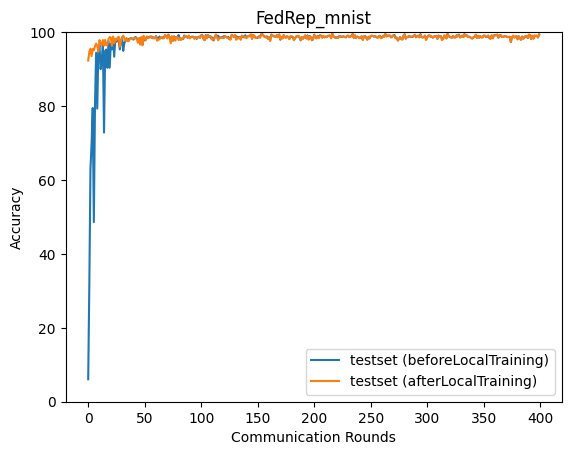 FedRep_mnist
100
80
60
40
20
0
Accuracy
testset (beforeLocalTraining)
testset (afterLocalTraining)
0 50 100 150 200 250 300 350 400
Communication Rounds